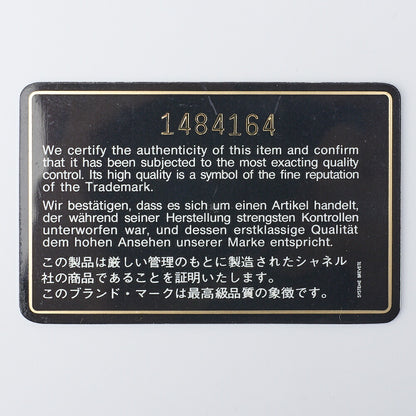 1484164
We certify the authenticity of this item and confirm
that it has been subjected to the most exacting quality
control. Its high quality is a symbol of the fine reputation
of the Trademark.
Wir bestätigen, dass es sich um einen Artikel handelt,
der während seiner Herstellung strengsten Kontrollen
unterworfen war, und dessen erstklassige Qualität
dem hohen Ansehen unserer Marke entspricht.
この製品は厳しい管理のもとに製造されたシャネル
社の商品であることを証明いたします。
このブランド・マークは最高級品質の象徴です。
SYSTEME BREVETE